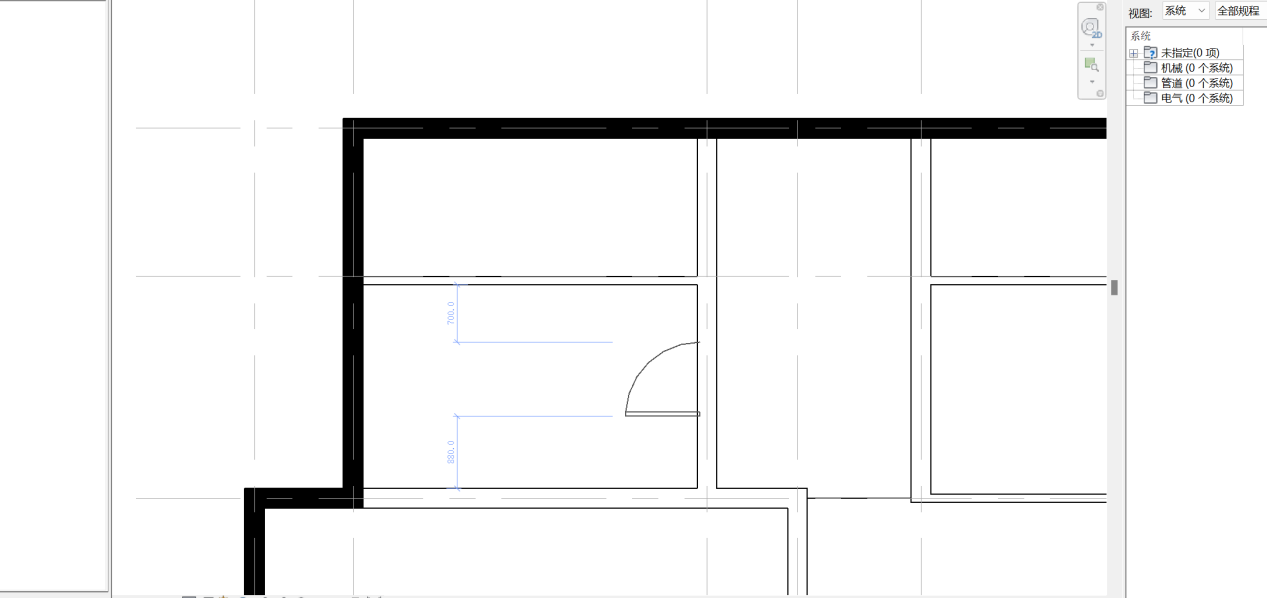 视图: 系统 全部规程
系统
未指定(0 项)
机械 (0 个系统)
管道 (0 个系统)
电气 (0 个系统)
2D
700.0
880.0